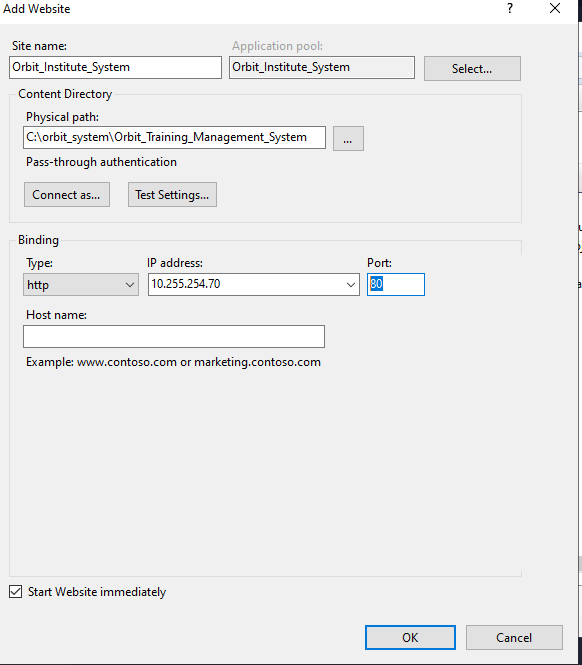 Add Website
?
Site name:
Application pool:
Orbit_Institute_System
Orbit_Institute_System
Select...
Content Directory
Physical path:
C:\orbit_system\Orbit_Training_Management_System
...
Pass-through authentication
Connect as...
Test Settings...
Binding
Type:
IP address:
Port:
http
10.255.254.70
80
Host name:
Example: www.contoso.com or marketing.contoso.com
Start Website immediately
OK
Cancel